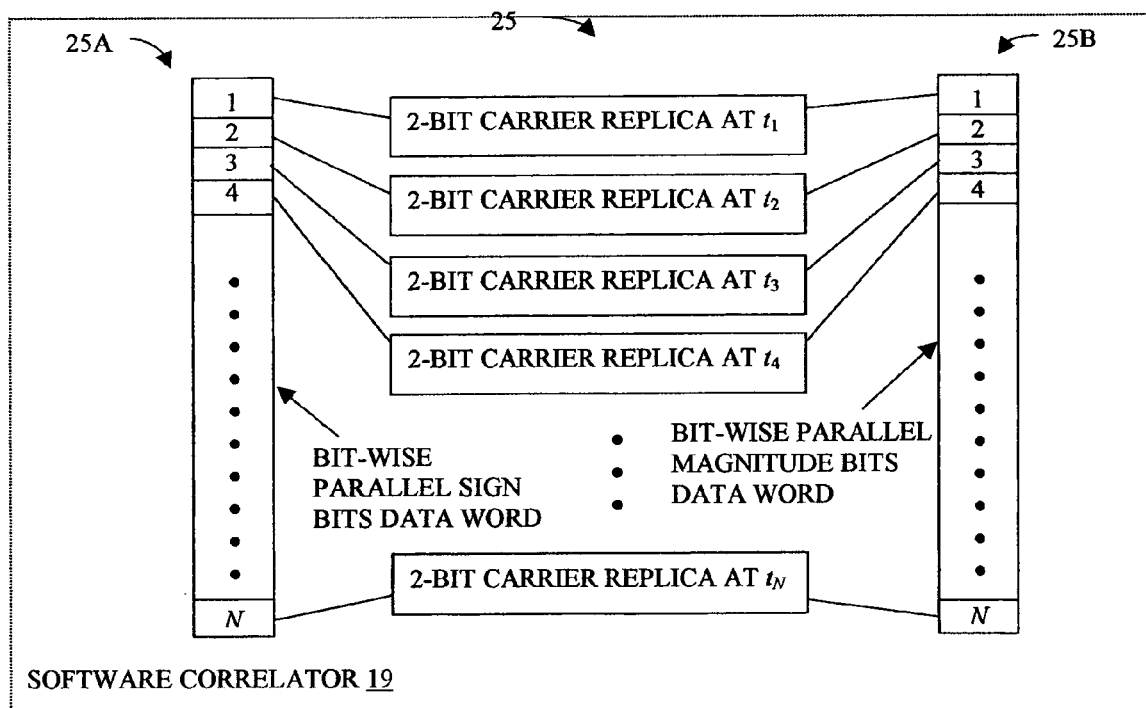 25
25A
25B
1
2
3
4
N
2-BIT CARRIER REPLICA AT t1
2-BIT CARRIER REPLICA AT t2
2-BIT CARRIER REPLICA AT t3
2-BIT CARRIER REPLICA AT t4
2-BIT CARRIER REPLICA AT tN
1
2
3
4
N
BIT-WISE
PARALLEL SIGN
BITS DATA WORD
BIT-WISE PARALLEL
MAGNITUDE BITS
DATA WORD
SOFTWARE CORRELATOR 19